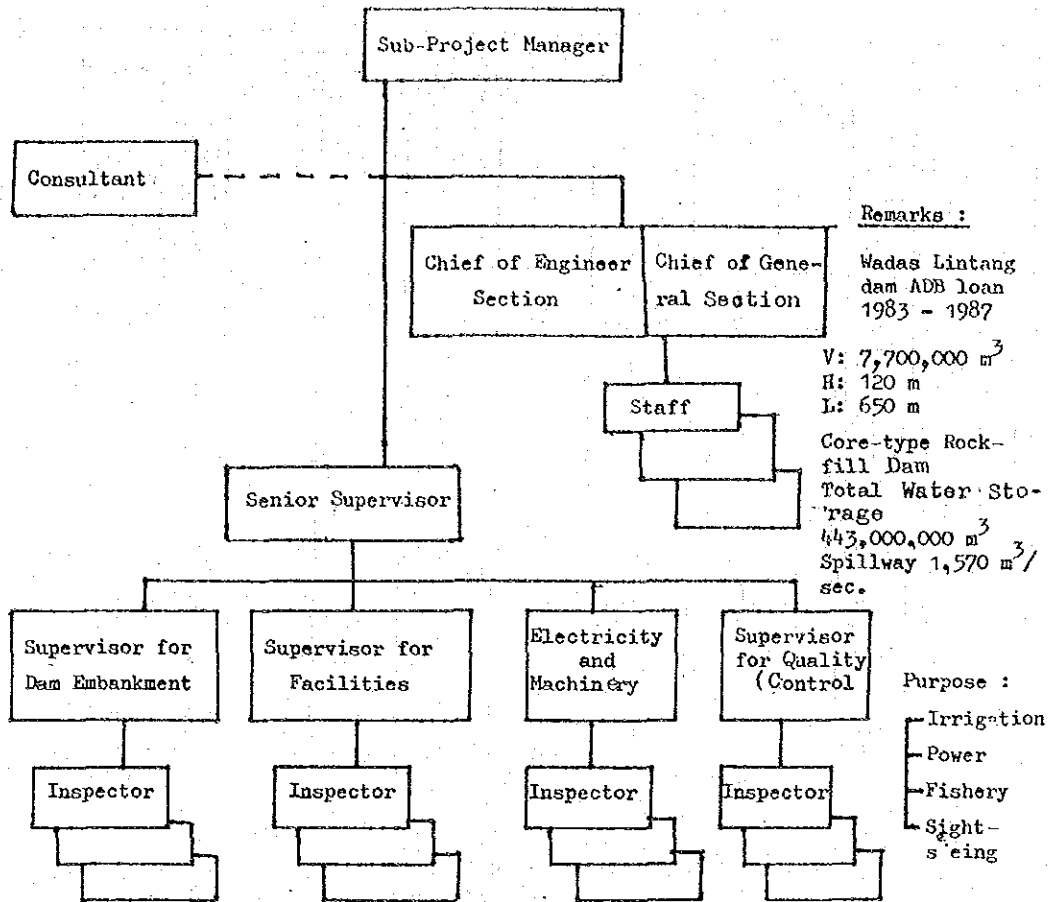 Sub-Project Manager
Consultant
Chief of Engineer
Section
Chief of Gene-
ral Section
Staff
Remarks :
Wadas Lintang
dam ADB loan
1983 - 1987
V: 7,700,000 m³
H: 120 m
L: 650 m
Core-type Rock-
fill Dam
Total Water Sto-
rage
443,000,000 m³
Spillway 1,570 m³/
sec.
Senior Supervisor
Supervisor for
Dam Embankment
Supervisor for
Facilities
Electricity
and
Machinery
Supervisor
for Quality
(Control
Inspector
Inspector
Inspector
Inspector
Purpose :
Irrigation
Power
Fishery
Sight-
seeing